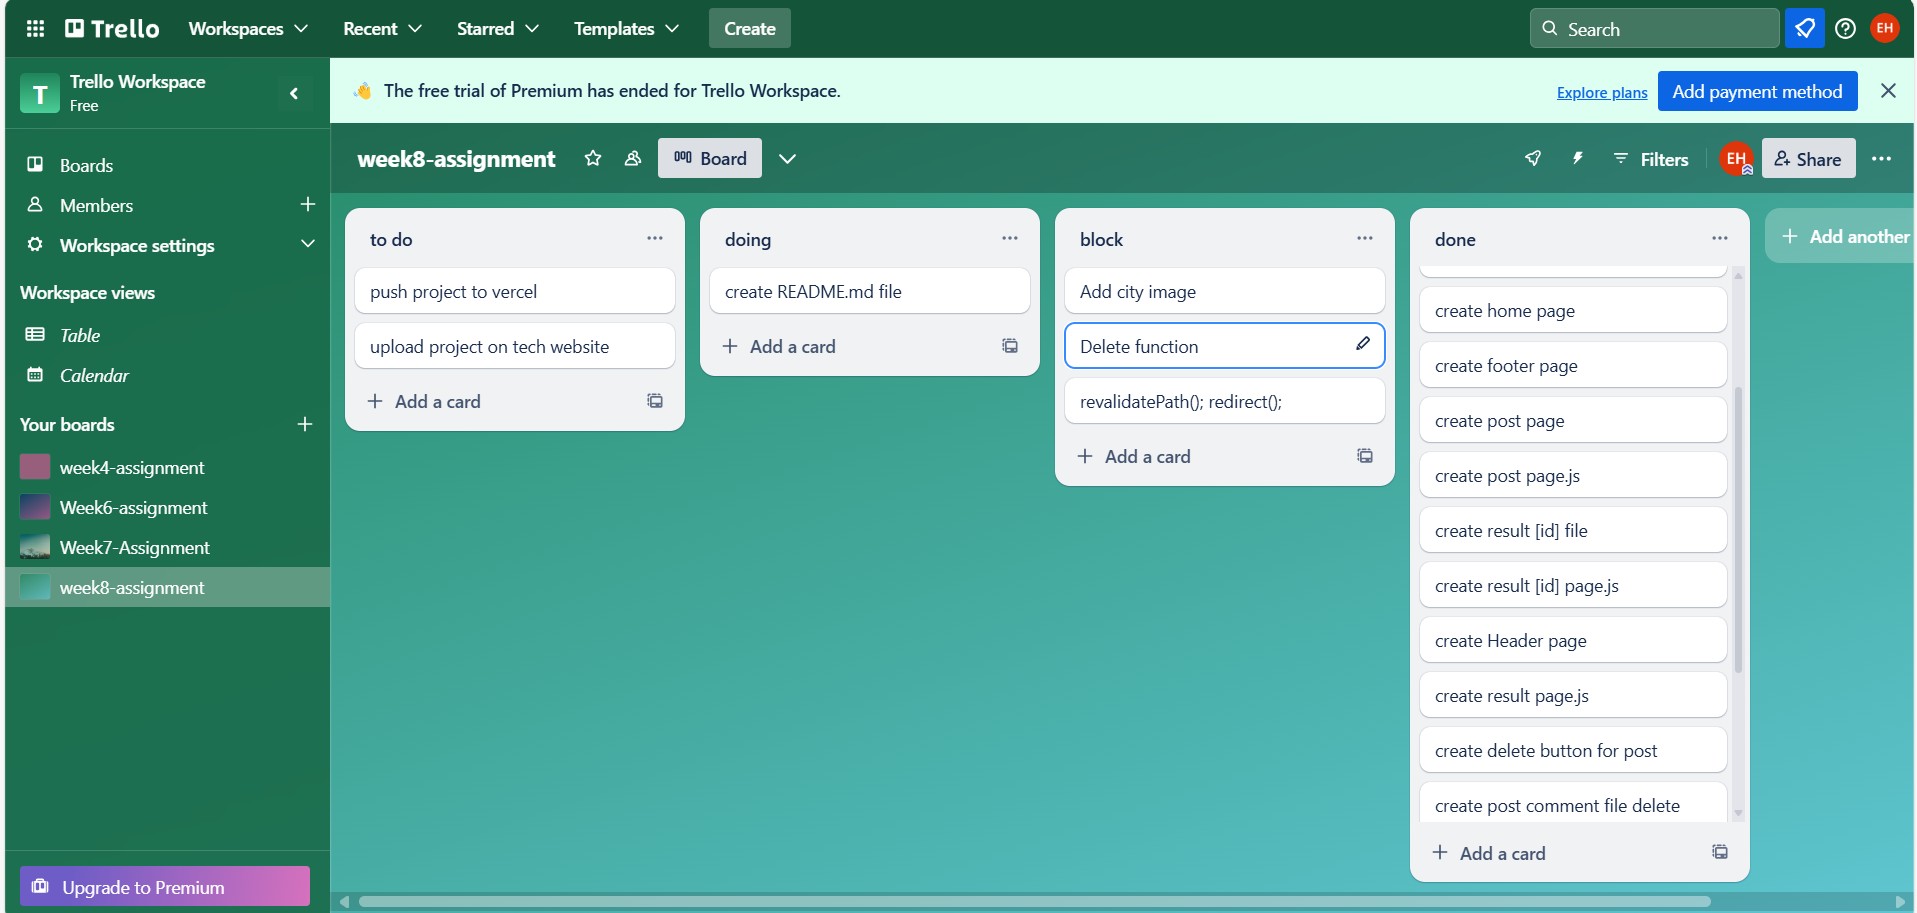 Trello
Workspaces
Recent
Starred
Templates
Create
Search
EH
T
Trello Workspace
Free
The free trial of Premium has ended for Trello Workspace.
Explore plans
Add payment method
Boards
Members
Workspace settings
Workspace views
Table
Calendar
Your boards
week4-assignment
Week6-assignment
Week7-Assignment
week8-assignment
Upgrade to Premium
week8-assignment
Board
Filters
EH
Share
to do
push project to vercel
upload project on tech website
Add a card
doing
create README.md file
Add a card
block
Add city image
Delete function
revalidatePath(); redirect();
Add a card
done
create home page
create footer page
create post page
create post page.js
create result [id] file
create result [id] page.js
create Header page
create result page.js
create delete button for post
create post comment file delete
Add a card
Add another